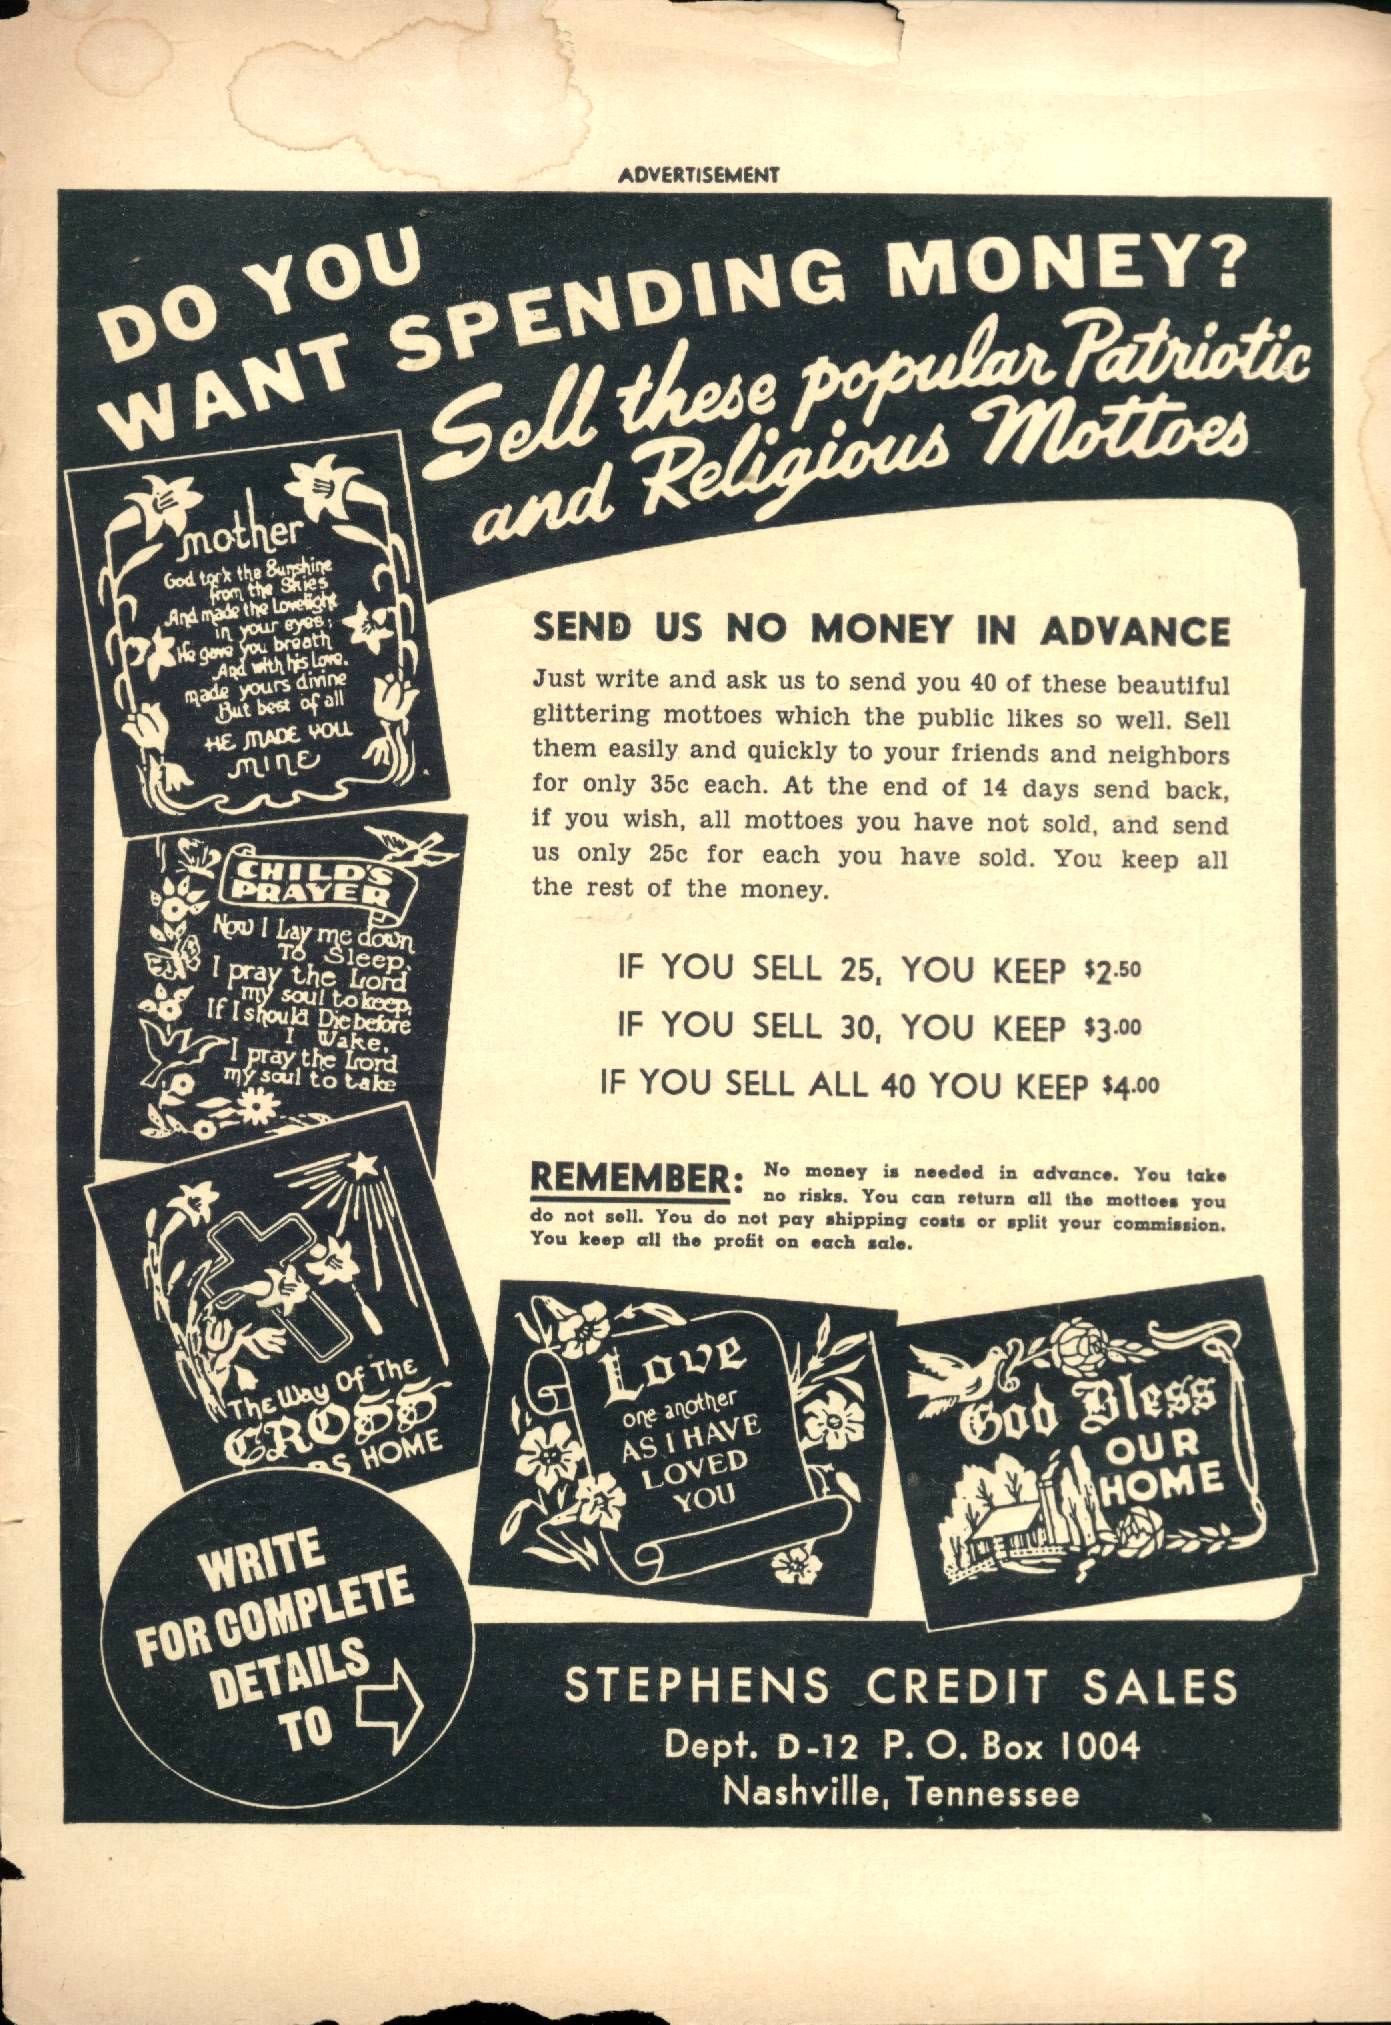 ADVERTISEMENT
DO YOU
WANT SPENDING MONEY?
Sell these popular Patriotic
and Religious Mottoes
mother
God took the Sunshine
from the Skies
And made the Lovelight
in your eyes;
He gave you breath
And with his Love,
made yours divine
But best of all
HE MADE YOU
MINE
CHILD'S
PRAYER
Now I Lay me down
To Sleep,
I pray the Lord
my soul to keep,
If I should Die before
I Wake,
I pray the Lord
my soul to take
The Way Of The
CROSS
DS HOME
SEND US NO MONEY IN ADVANCE
Just write and ask us to send you 40 of these beautiful
glittering mottoes which the public likes so well. Sell
them easily and quickly to your friends and neighbors
for only 35c each. At the end of 14 days send back,
if you wish, all mottoes you have not sold, and send
us only 25c for each you have sold. You keep all
the rest of the money.
IF YOU SELL 25, YOU KEEP $2.50
IF YOU SELL 30, YOU KEEP $3.00
IF YOU SELL ALL 40 YOU KEEP $4.00
REMEMBER: No money is needed in advance. You take
no risks. You can return all the mottoes you
do not sell. You do not pay shipping costs or split your commission.
You keep all the profit on each sale.
Love
one another
AS I HAVE
LOVED
YOU
God Bless
OUR
HOME
WRITE
FOR COMPLETE
DETAILS
TO
STEPHENS CREDIT SALES
Dept. D-12 P. O. Box 1004
Nashville, Tennessee